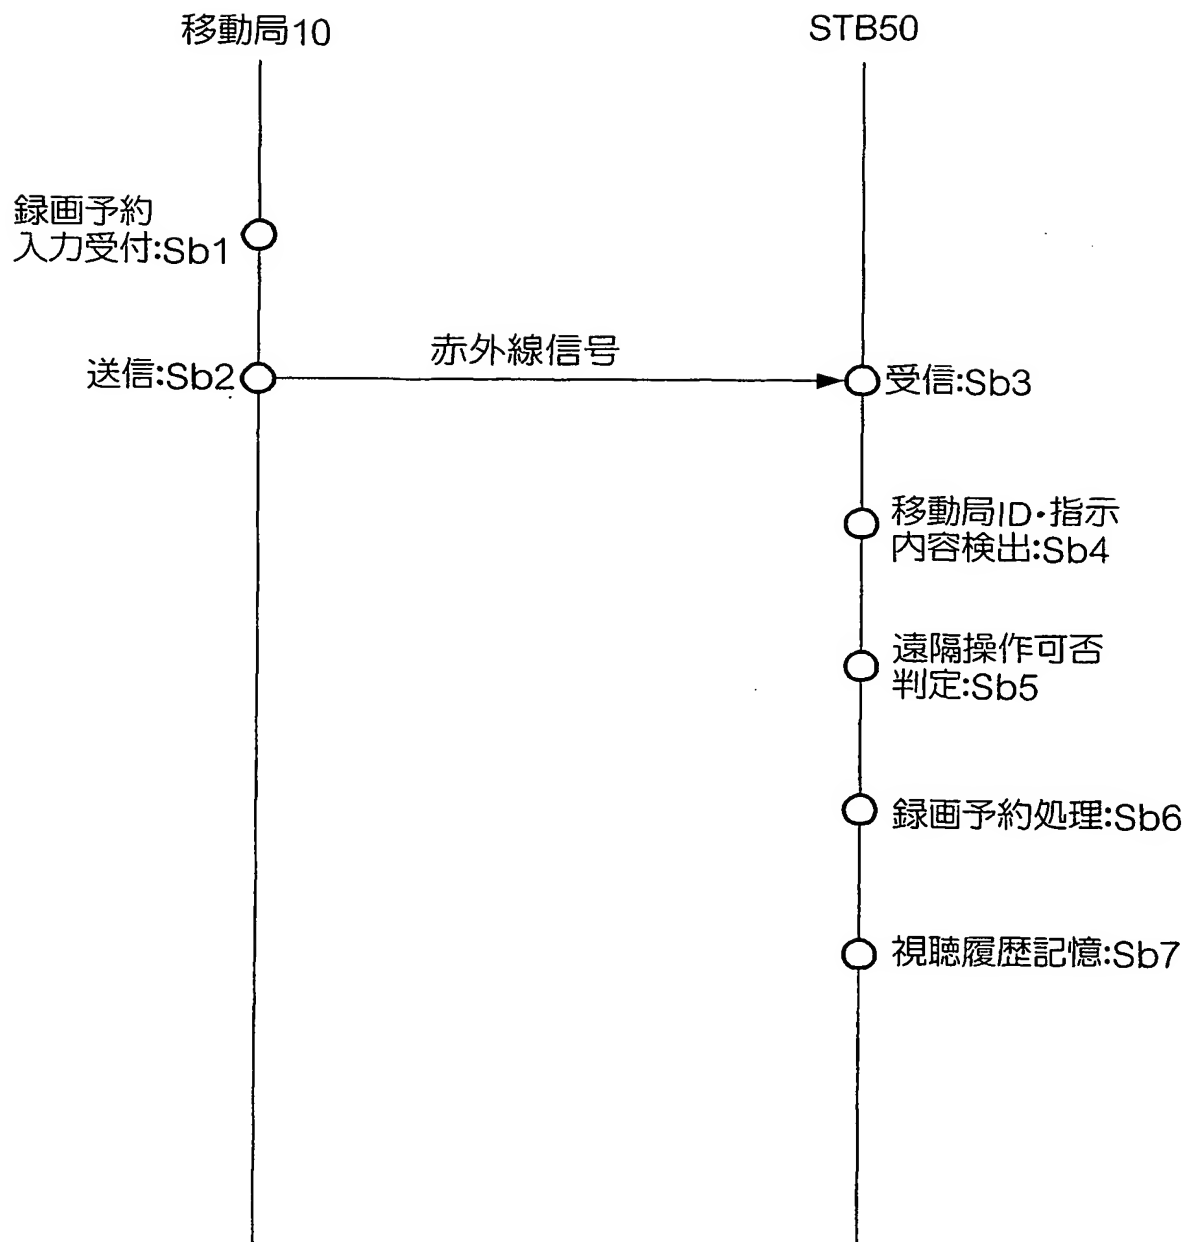 移動局10
STB50
録画予約
入力受付:Sb1
送信:Sb2
赤外線信号
受信:Sb3
移動局ID・指示
内容検出:Sb4
遠隔操作可否
判定:Sb5
録画予約処理:Sb6
視聴履歴記憶:Sb7